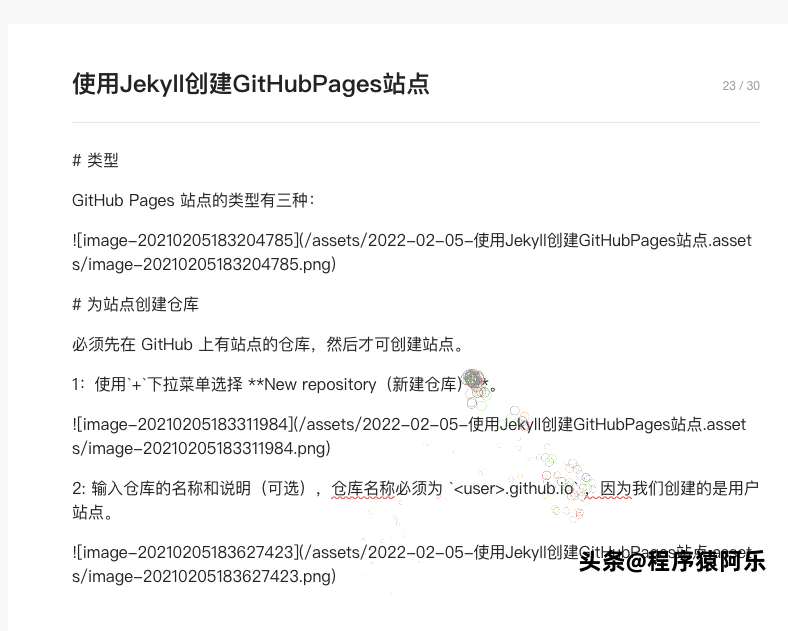 使用Jekyll创建GitHubPages站点
23 / 30
# 类型
GitHub Pages 站点的类型有三种：
![image-20210205183204785](/assets/2022-02-05-使用Jekyll创建GitHubPages站点.asset
s/image-20210205183204785.png)
# 为站点创建仓库
必须先在 GitHub 上有站点的仓库，然后才可创建站点。
1：使用`+`下拉菜单选择 **New repository（新建仓库）**。
![image-20210205183311984](/assets/2022-02-05-使用Jekyll创建GitHubPages站点.asset
s/image-20210205183311984.png)
2: 输入仓库的名称和说明（可选），仓库名称必须为 `<user>.github.io` ，因为我们创建的是用户
站点。
![image-20210205183627423](/assets/2022-02-05-使用Jekyll创建GitHubPages站点.asset
s/image-20210205183627423.png)
头条@程序猿阿乐